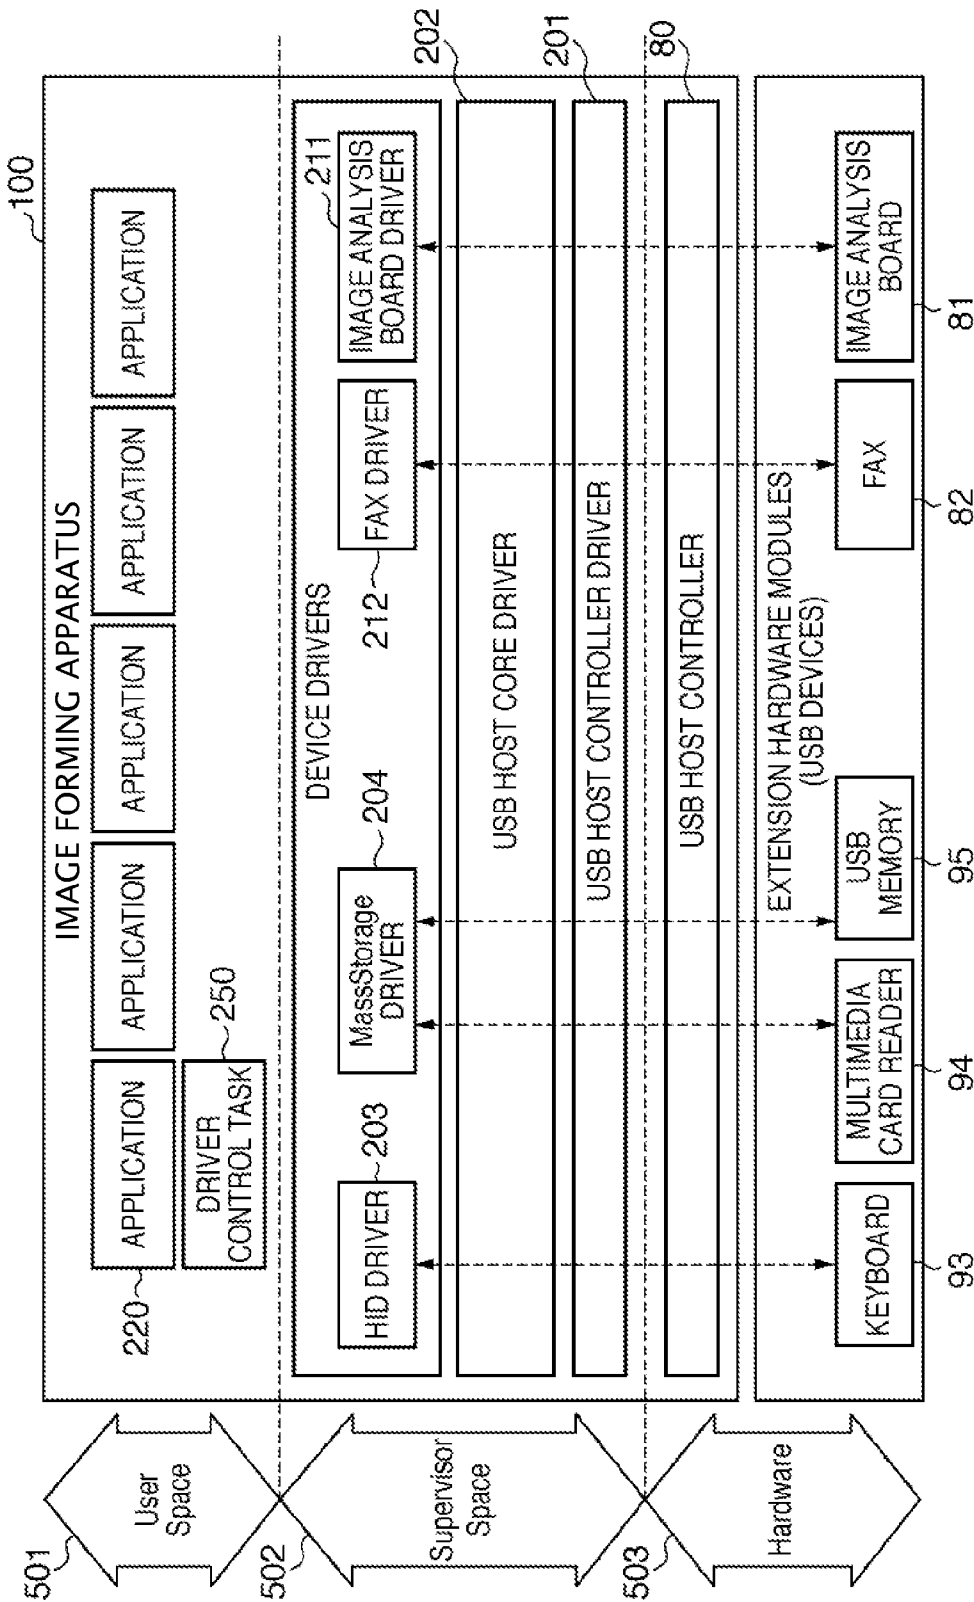 100
IMAGE FORMING APPARATUS
501
User
Space
220
APPLICATION
APPLICATION
APPLICATION
APPLICATION
APPLICATION
DRIVER
CONTROL TASK
250
502
Supervisor
Space
DEVICE DRIVERS
HID DRIVER
203
MassStorage
DRIVER
204
212
FAX DRIVER
IMAGE ANALYSIS
BOARD DRIVER
211
USB HOST CORE DRIVER
202
USB HOST CONTROLLER DRIVER
201
503
Hardware
USB HOST CONTROLLER
80
EXTENSION HARDWARE MODULES
(USB DEVICES)
KEYBOARD
MULTIMEDIA
CARD READER
USB
MEMORY
FAX
IMAGE ANALYSIS
BOARD
93
94
95
82
81